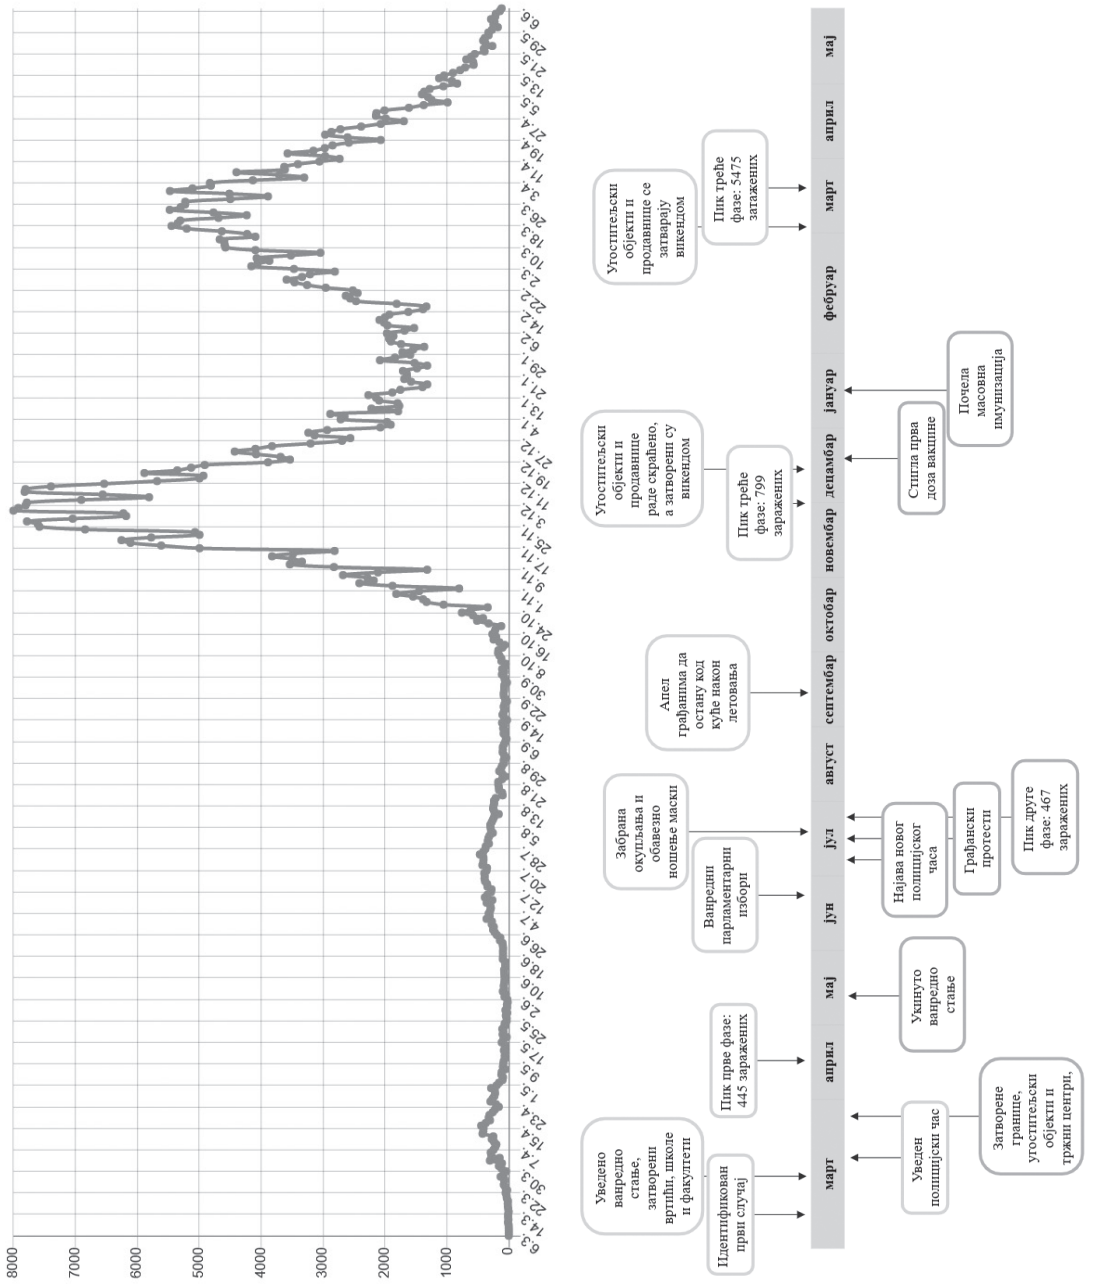 8000
7000
6000
5000
4000
3000
2000
1000
0
6.3.
14.3.
22.3.
30.3.
7.4.
15.4.
23.4.
1.5.
9.5.
17.5.
25.5.
2.6.
10.6.
18.6.
26.6.
4.7.
12.7.
20.7.
28.7.
5.8.
13.8.
21.8.
29.8.
6.9.
14.9.
22.9.
30.9.
8.10.
16.10.
24.10.
1.11.
9.11.
17.11.
25.11.
3.12.
11.12.
19.12.
27.12.
4.1.
13.1.
21.1.
29.1.
6.2.
14.2.
22.2.
2.3.
10.3.
18.3.
26.3.
3.4.
11.4.
19.4.
27.4.
5.5.
13.5.
21.5.
29.5.
6.6.
Уведено
ванредно
стање,
затворени
вртићи, школе
и факултети
Идентификован
први случај
Пик прве фазе:
445 заражених
Ванредни
парламентарни
избори
Забрана
окупљања и
обавезно
ношење маски
Апел
грађанима да
остану код
куће након
летовања
Пик треће
фазе: 799
заражених
Угоститељски
објекти и
продавнице
раде скраћено,
а затворени су
викендом
Угоститељски
објекти и
продавнице се
затварају
викендом
Пик треће
фазе: 5475
затажених
март
април
мај
јун
јул
август
септембар
октобар
новембар
децамбар
јануар
фебруар
март
април
мај
Уведен
полицијски час
Затворене
границе,
угоститељски
објекти и
тржни центри,
Укинуто
ванредно
стање
Најава новог
полицијског
часа
Грађански
протести
Пик друге
фазе: 467
заражених
Стигла прва
доза вакцине
Почела
масовна
имунизација